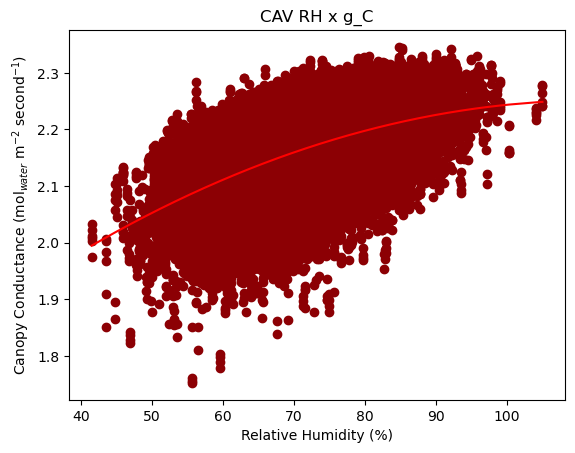 CAV RH x g_C
Canopy Conductance (mol_water m⁻² second⁻¹)
2.3
2.2
2.1
2.0
1.9
1.8
40 50 60 70 80 90 100
Relative Humidity (%)